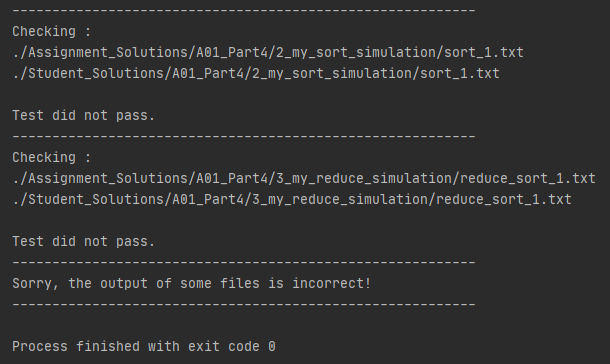 ----------------------------------------------------------
Checking :
./Assignment_Solutions/A01_Part4/2_my_sort_simulation/sort_1.txt
./Student_Solutions/A01_Part4/2_my_sort_simulation/sort_1.txt
Test did not pass.
----------------------------------------------------------
Checking :
./Assignment_Solutions/A01_Part4/3_my_reduce_simulation/reduce_sort_1.txt
./Student_Solutions/A01_Part4/3_my_reduce_simulation/reduce_sort_1.txt
Test did not pass.
----------------------------------------------------------
Sorry, the output of some files is incorrect!
----------------------------------------------------------
Process finished with exit code 0